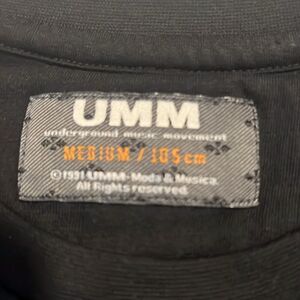 UMM
underground music movement
MEDIUM / 105cm
©1991 UMM-Moda & Musica.
All Rights reserved.